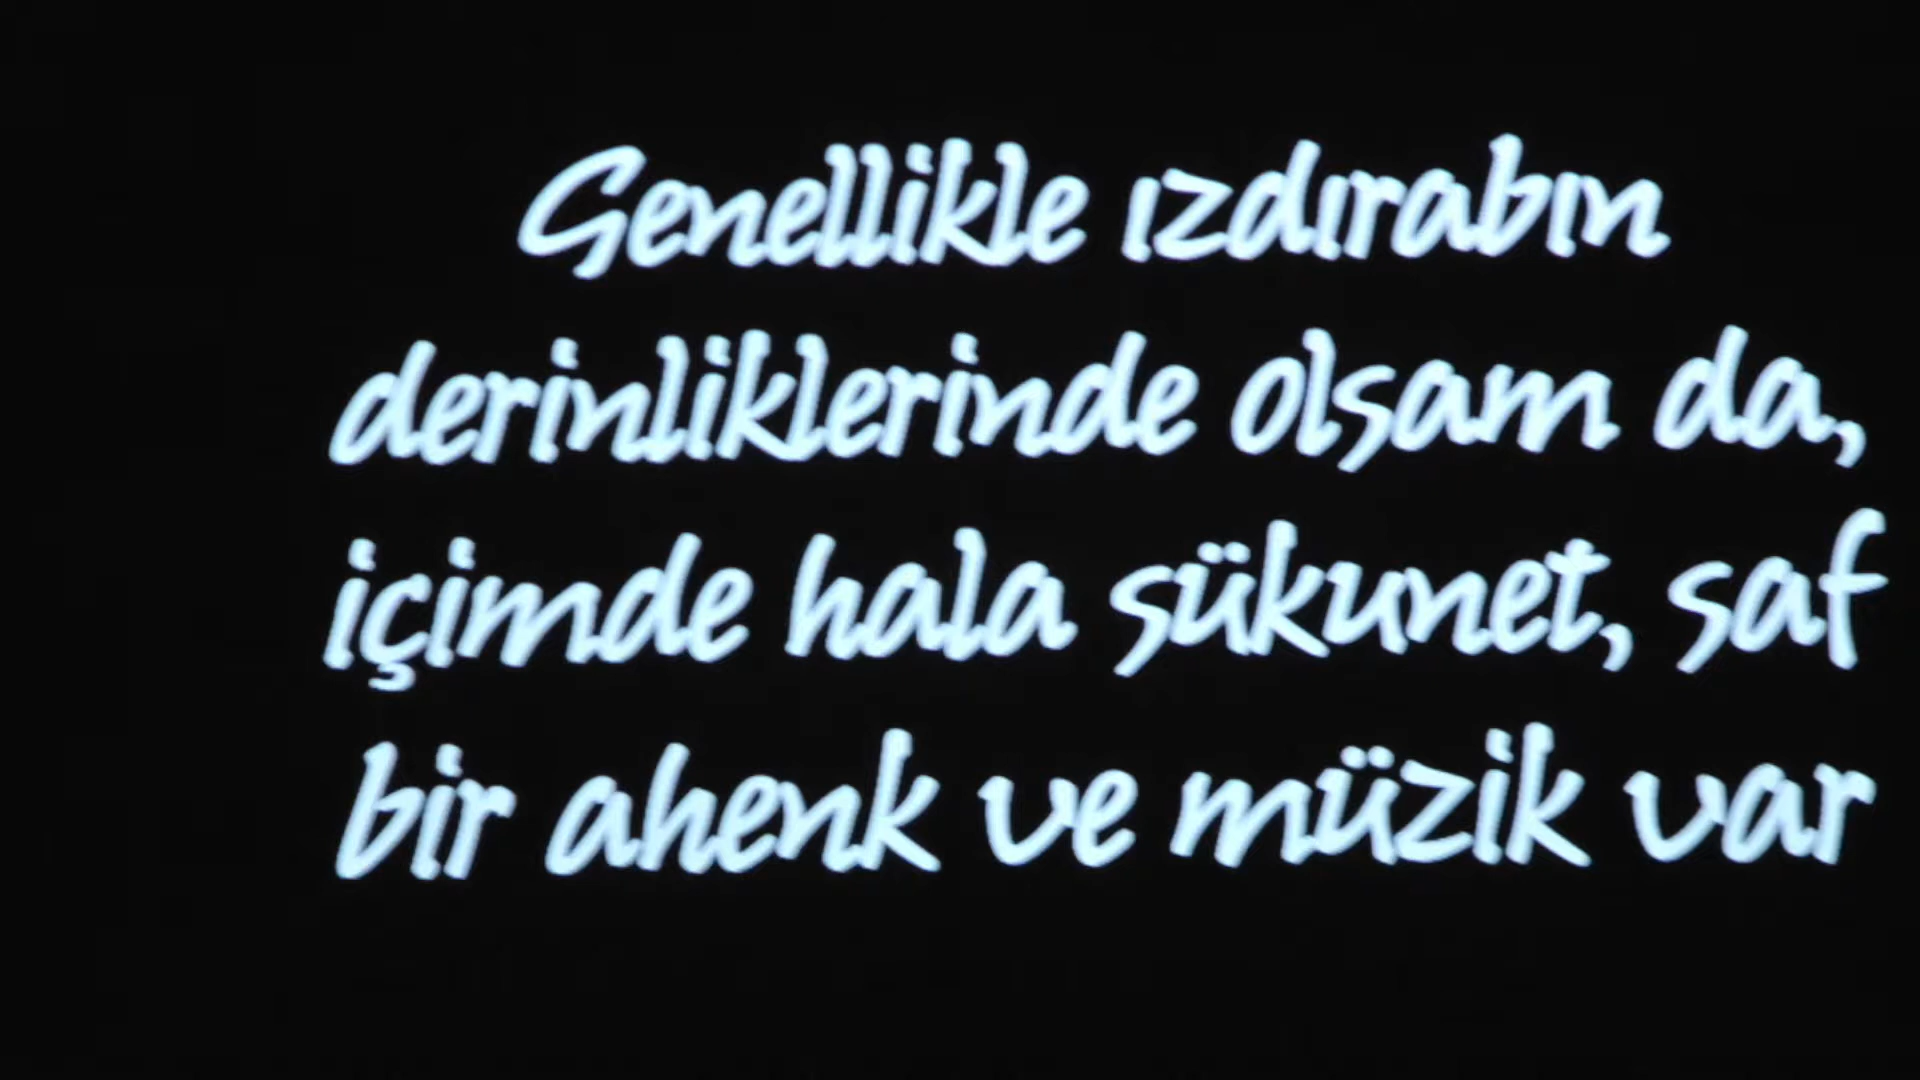 Genellikle ızdırabın
derinliklerinde olsam da,
içimde hala sükunet, saf
bir ahenk ve müzik var